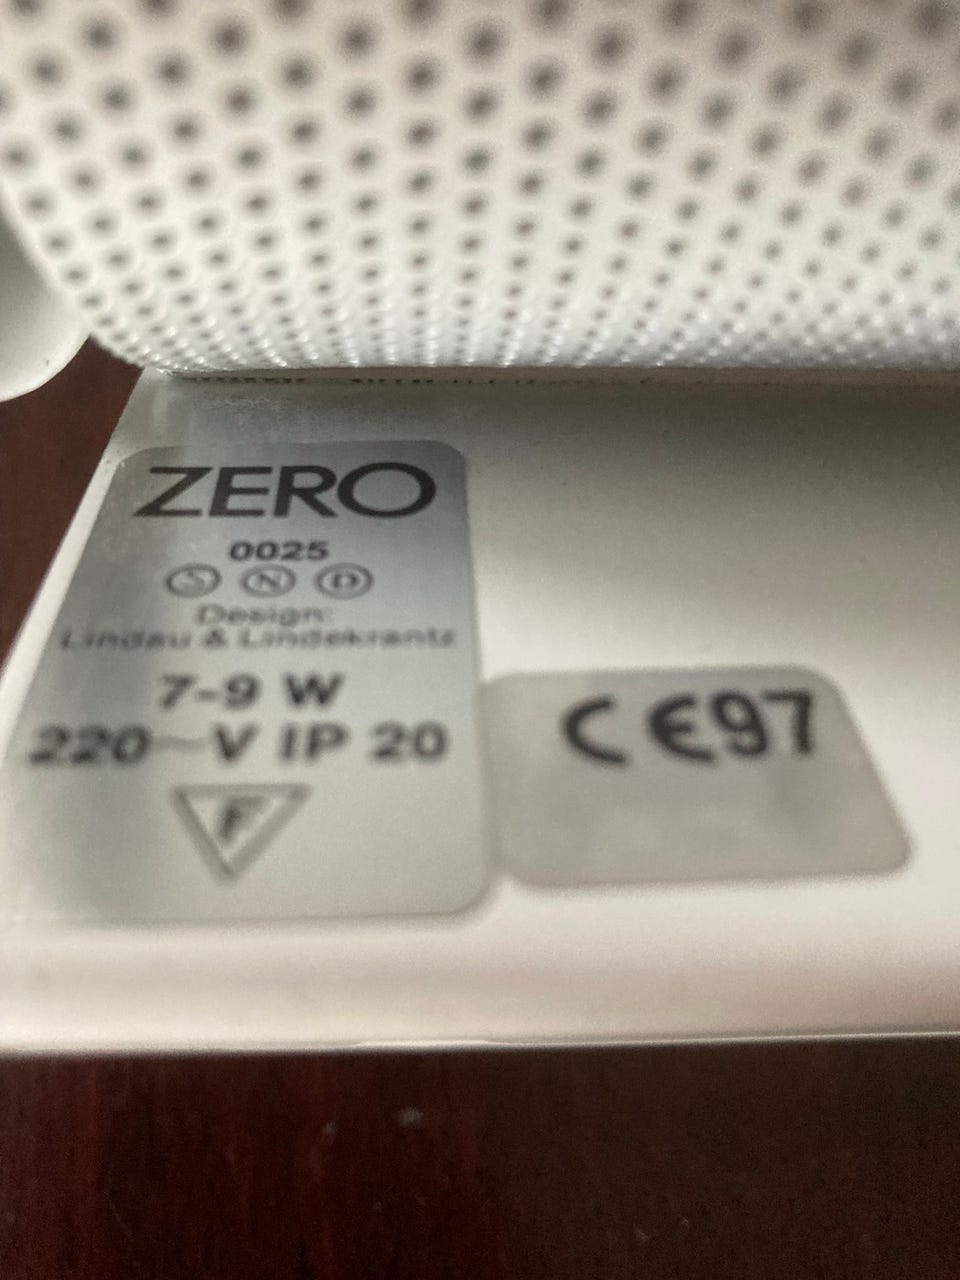 ZERO
0025
S N D
Design:
Lindau & Lindekrantz
7-9 W
220~V IP 20
F
CE97